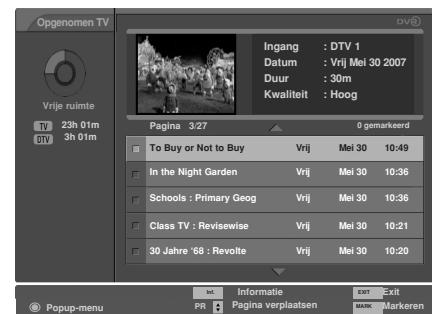 Opgenomen TV
DVR
Vrije ruimte
TV 23h 01m
DTV 3h 01m
Ingang : DTV 1
Datum : Vrij Mei 30 2007
Duur : 30m
Kwaliteit : Hoog
Pagina 3/27 0 gemarkeerd
To Buy or Not to Buy Vrij Mei 30 10:49
In the Night Garden Vrij Mei 30 10:36
Schools : Primary Geog Vrij Mei 30 10:36
Class TV : Revisewise Vrij Mei 30 10:21
30 Jahre ‘68 : Revolte Vrij Mei 30 10:20
Inf. Informatie EXIT Exit
Popup-menu PR Pagina verplaatsen MARK Markeren